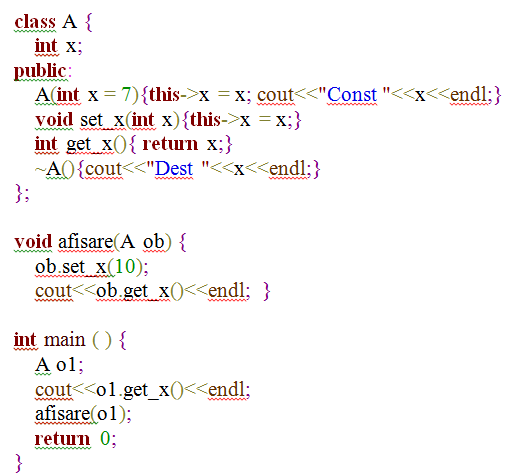 class A {
int x;
public:
A(int x = 7){this->x = x; cout<<"Const "<<x<<endl;}
void set_x(int x){this->x = x;}
int get_x(){ return x;}
~A(){cout<<"Dest "<<x<<endl;}
};
void afisare(A ob) {
ob.set_x(10);
cout<<ob.get_x()<<endl; }
int main ( ) {
A o1;
cout<<o1.get_x()<<endl;
afisare(o1);
return 0;
}